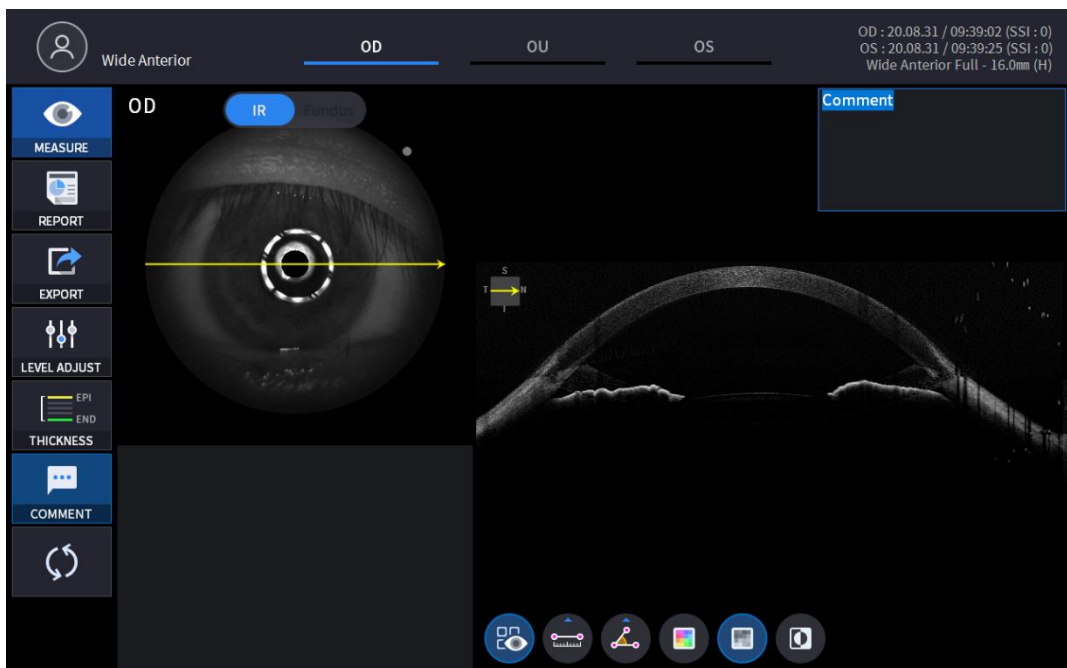 Wide Anterior
OD
OU
OS
OD : 20.08.31 / 09:39:02 (SSI : 0)
OS : 20.08.31 / 09:39:25 (SSI : 0)
Wide Anterior Full - 16.0mm (H)
MEASURE
REPORT
EXPORT
LEVEL ADJUST
EPI
END
THICKNESS
COMMENT
OD
IR
Fundus
Comment
S
T
N
I